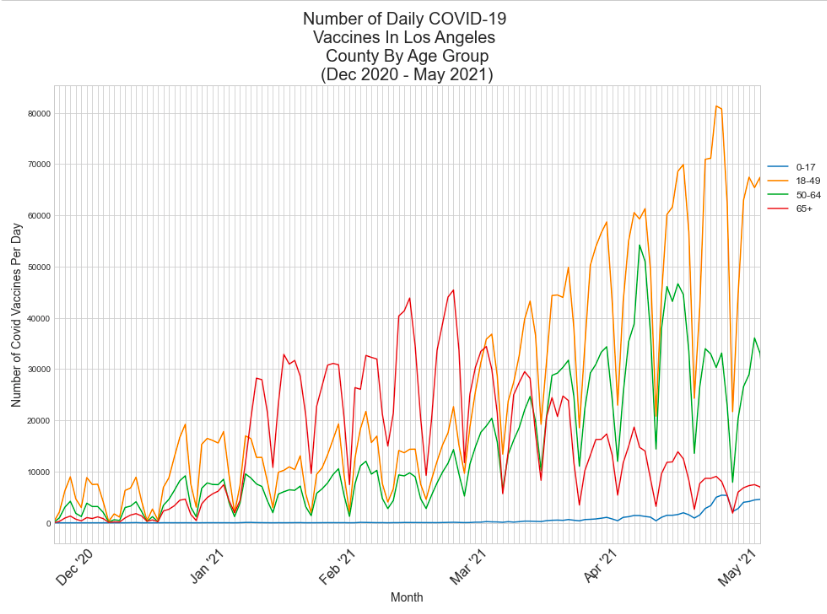 Number of Daily COVID-19
Vaccines In Los Angeles
County By Age Group
(Dec 2020 - May 2021)
80000
70000
60000
50000
40000
30000
20000
10000
0
Number of Covid Vaccines Per Day
0-17
18-49
50-64
65+
Dec '20
Jan '21
Feb '21
Mar '21
Apr '21
May '21
Month